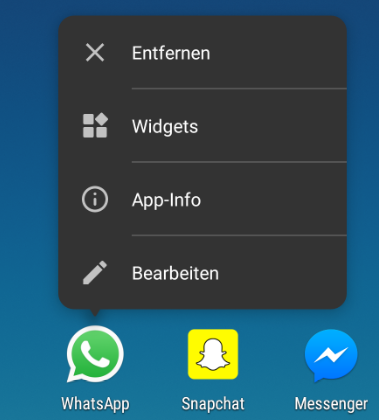 Entfernen
Widgets
App-Info
Bearbeiten
WhatsApp Snapchat Messenger